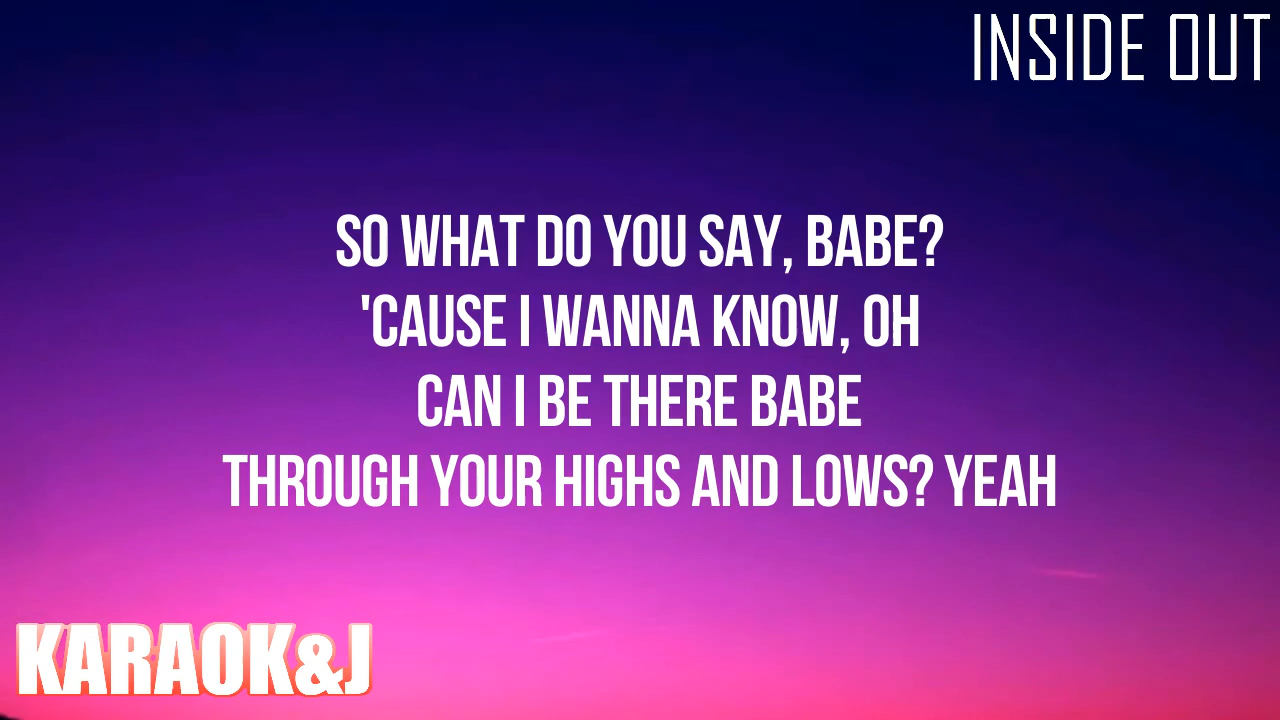 INSIDE OUT
SO WHAT DO YOU SAY, BABE?
'CAUSE I WANNA KNOW, OH
CAN I BE THERE BABE
THROUGH YOUR HIGHS AND LOWS? YEAH
KARAOK&J